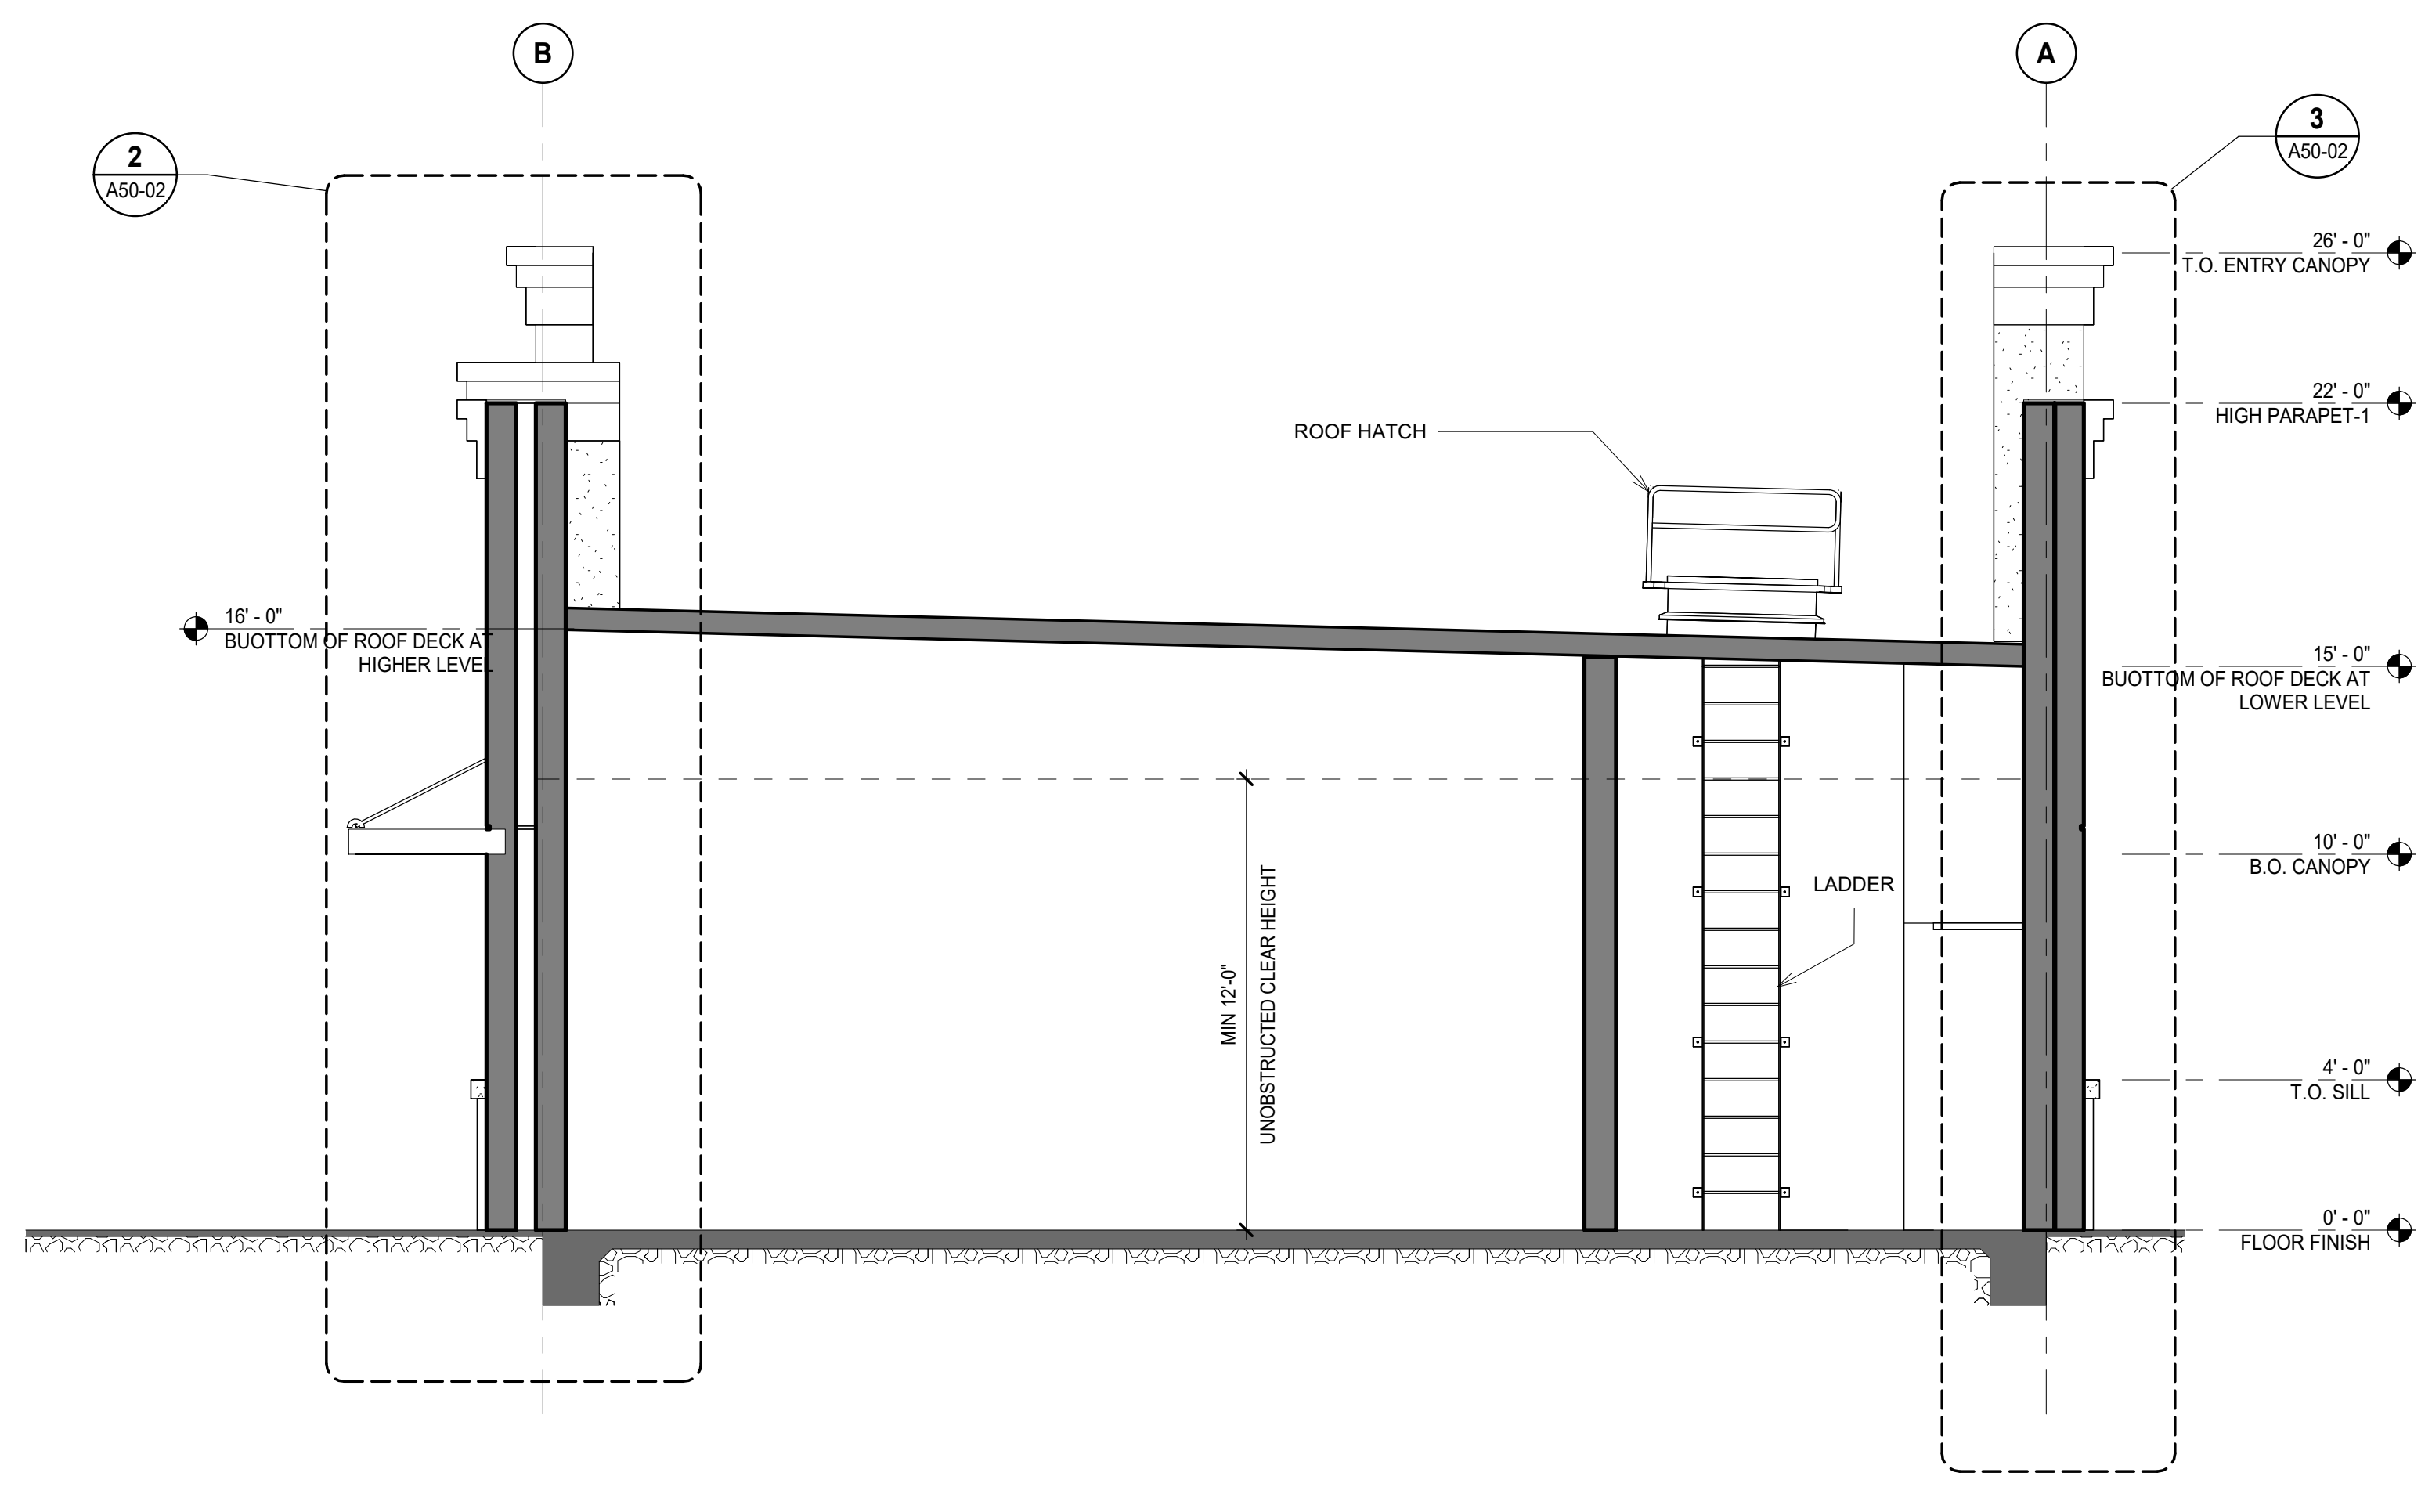 B
A
2
A50-02
3
A50-02
26' - 0"
T.O. ENTRY CANOPY
22' - 0"
HIGH PARAPET-1
ROOF HATCH
16' - 0"
BUOTTOM OF ROOF DECK AT
HIGHER LEVEL
15' - 0"
BUOTTOM OF ROOF DECK AT
LOWER LEVEL
10' - 0"
B.O. CANOPY
LADDER
MIN 12'-0"
UNOBSTRUCTED CLEAR HEIGHT
4' - 0"
T.O. SILL
0' - 0"
FLOOR FINISH